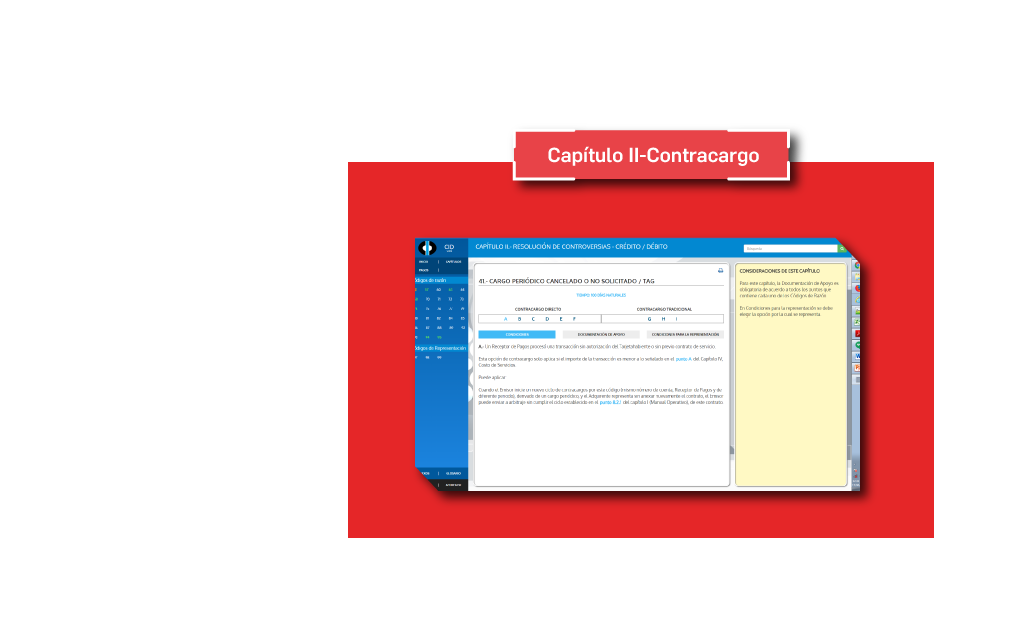 Capítulo II-Contracargo
CID
CAPÍTULO II.- RESOLUCIÓN DE CONTROVERSIAS - CRÉDITO / DÉBITO
Búsqueda
INICIO | CAPÍTULOS
PASOS |
ódigos de razón
41.- CARGO PERIÓDICO CANCELADO O NO SOLICITADO / TAG
CONTRACARGO DIRECTO
CONTRACARGO TRADICIONAL
A B C D E F
G H I
CONDICIONES
DOCUMENTACIÓN DE APOYO
CONDICIONES PARA LA REPRESENTACIÓN
A.- Un Receptor de Pagos procesó una transacción sin autorización del Tarjetahabiente o sin previo contrato de servicio.
Esta opción de contracargo solo aplica si el importe de la transacción es menor a lo señalado en el punto A del Capítulo IV,
Costo de Servicios.
Puede aplicar:
Cuando el Emisor inicie un nuevo ciclo de contracargos por este código (mismo número de cuenta, Receptor de Pagos y de
diferente periodo), derivado de un cargo periódico, y el Adquirente representa sin anexar nuevamente el contrato, el Emisor
puede enviar a arbitraje sin cumplir el ciclo establecido en el punto 8.2.1 del capítulo I (Manual Operativo), de este contrato.
CONSIDERACIONES DE ESTE CAPÍTULO
Para este capítulo, la Documentación de Apoyo es
obligatoria de acuerdo a todos los puntos que
contiene cada uno de los Códigos de Razón.
En Condiciones para la representación se debe
elegir la opción por la cual se representa.
ódigos de Representación
| GLOSARIO